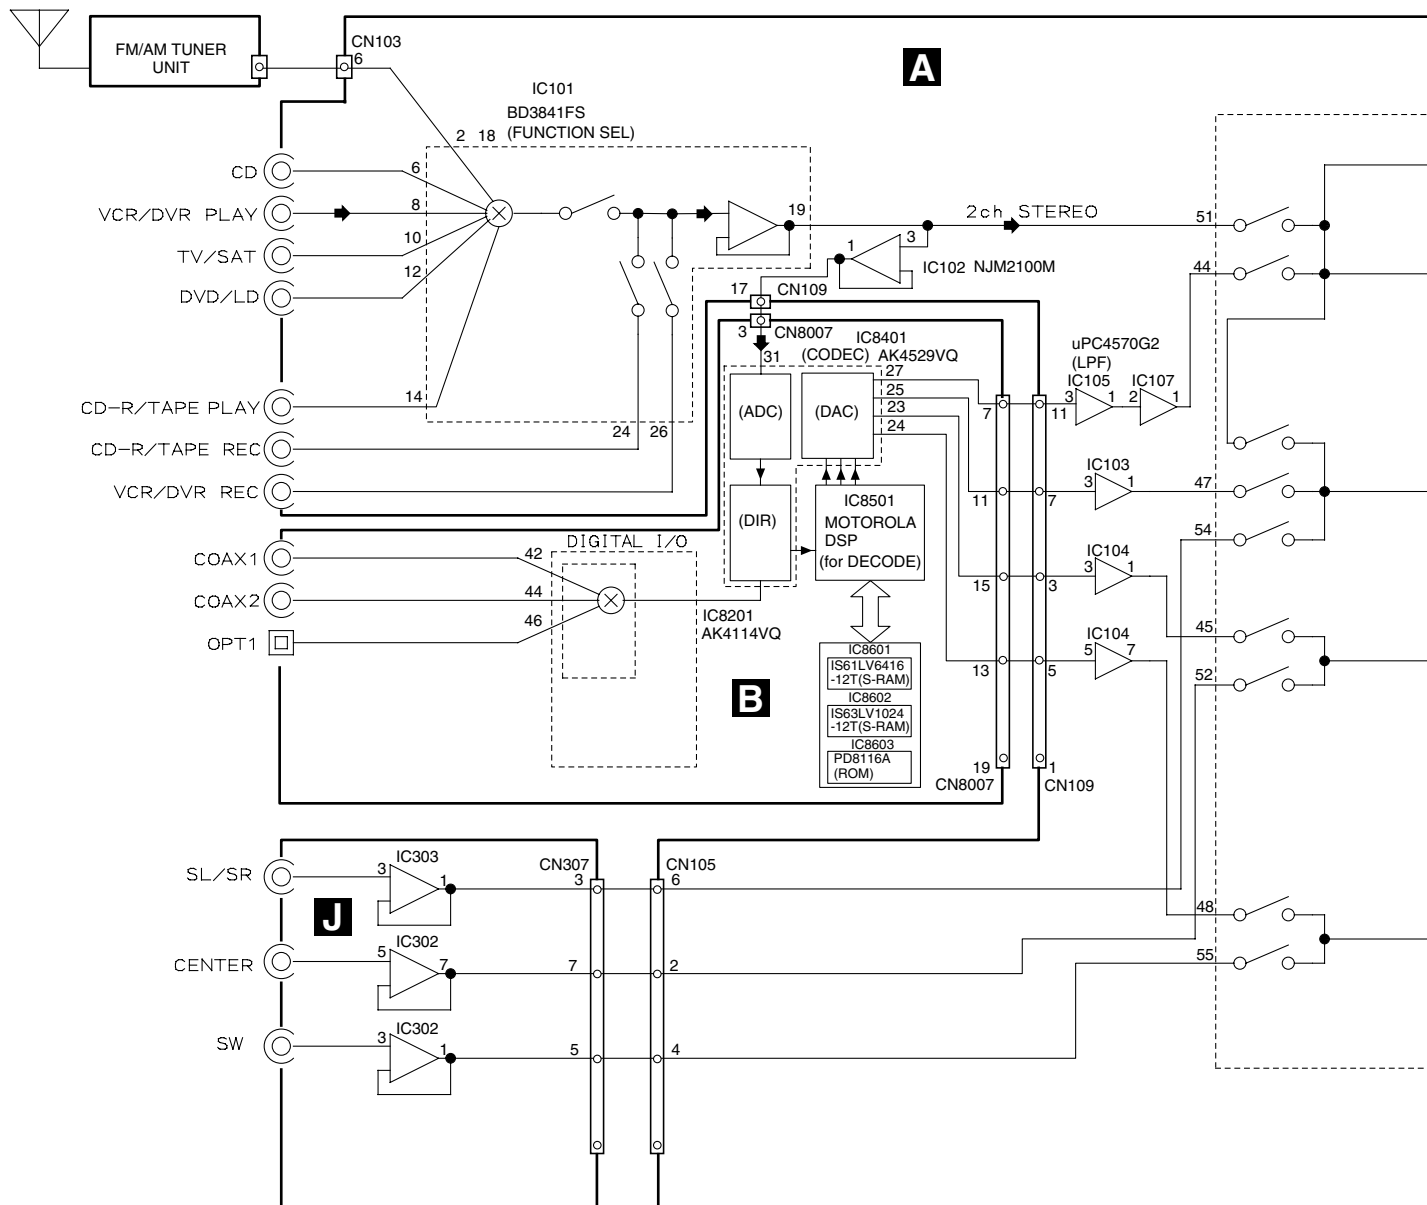 FM/AM TUNER
UNIT
CN103
6
A
IC101
BD3841FS
(FUNCTION SEL)
2 18
CD
6
VCR/DVR PLAY
8
19
2ch STEREO
51
TV/SAT
10
1
3
IC102 NJM2100M
44
DVD/LD
12
17
CN109
3
CN8007
IC8401
(CODEC) AK4529VQ
31
uPC4570G2
(LPF)
IC105
IC107
27
25
23
24
(ADC)
(DAC)
7
11
3
1
2
1
CD-R/TAPE PLAY
14
24
26
CD-R/TAPE REC
VCR/DVR REC
IC103
3
1
47
11
7
(DIR)
IC8501
MOTOROLA
DSP
(for DECODE)
54
DIGITAL I/O
COAX1
42
COAX2
44
OPT1
46
IC8201
AK4114VQ
IC104
3
1
15
3
45
IC104
5
7
13
5
52
IC8601
IS61LV6416
-12T(S-RAM)
IC8602
IS63LV1024
-12T(S-RAM)
IC8603
PD8116A
(ROM)
B
19
CN8007
1
CN109
SL/SR
3
IC303
1
CN307
3
CN105
6
J
48
CENTER
5
IC302
7
7
2
55
SW
3
IC302
1
5
4